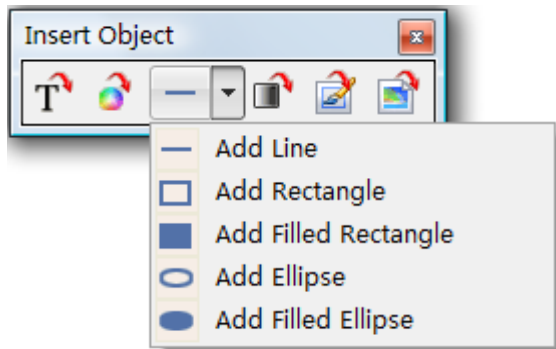 Insert Object
T
Add Line
Add Rectangle
Add Filled Rectangle
Add Ellipse
Add Filled Ellipse